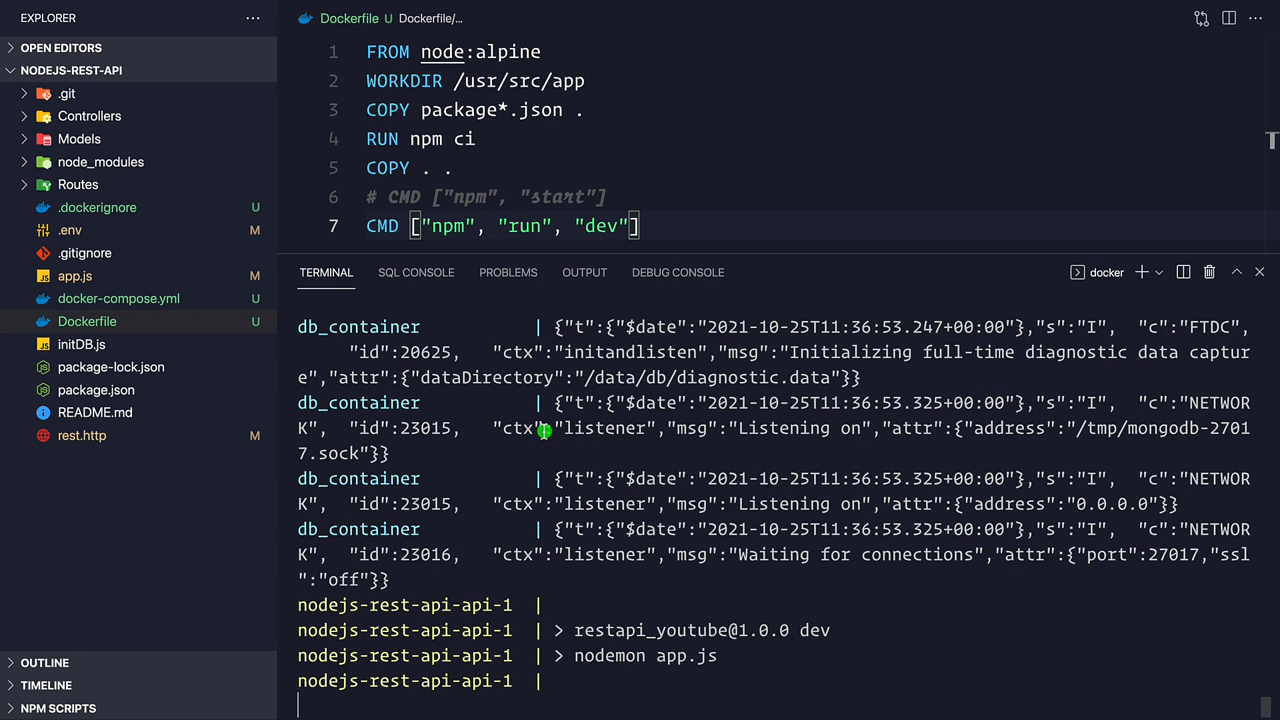 EXPLORER
OPEN EDITORS
NODEJS-REST-API
.git
Controllers
Models
node_modules
Routes
.dockerignore U
.env M
.gitignore
app.js M
docker-compose.yml U
Dockerfile U
initDB.js
package-lock.json
package.json
README.md
rest.http M
OUTLINE
TIMELINE
NPM SCRIPTS
Dockerfile U Dockerfile/...
1 FROM node:alpine
2 WORKDIR /usr/src/app
3 COPY package*.json .
4 RUN npm ci
5 COPY . .
6 # CMD ["npm", "start"]
7 CMD ["npm", "run", "dev"]
TERMINAL SQL CONSOLE PROBLEMS OUTPUT DEBUG CONSOLE docker
db_container | {"t":{"$date":"2021-10-25T11:36:53.247+00:00"},"s":"I", "c":"FTDC",
"id":20625, "ctx":"initandlisten","msg":"Initializing full-time diagnostic data captur
e","attr":{"dataDirectory":"/data/db/diagnostic.data"}}
db_container | {"t":{"$date":"2021-10-25T11:36:53.325+00:00"},"s":"I", "c":"NETWOR
K", "id":23015, "ctx":"listener","msg":"Listening on","attr":{"address":"/tmp/mongodb-2701
7.sock"}}
db_container | {"t":{"$date":"2021-10-25T11:36:53.325+00:00"},"s":"I", "c":"NETWOR
K", "id":23015, "ctx":"listener","msg":"Listening on","attr":{"address":"0.0.0.0"}}
db_container | {"t":{"$date":"2021-10-25T11:36:53.325+00:00"},"s":"I", "c":"NETWOR
K", "id":23016, "ctx":"listener","msg":"Waiting for connections","attr":{"port":27017,"ssl
":"off"}}
nodejs-rest-api-api-1 |
nodejs-rest-api-api-1 | > restapi_youtube@1.0.0 dev
nodejs-rest-api-api-1 | > nodemon app.js
nodejs-rest-api-api-1 |